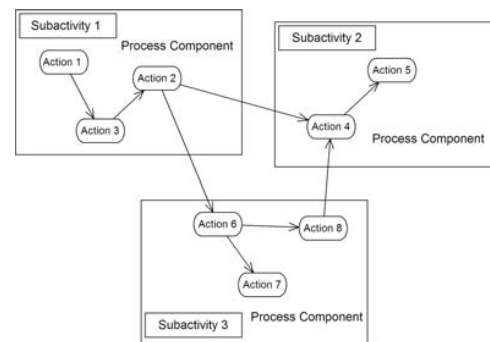 Subactivity 1
Process Component
Action 1
Action 2
Action 3
Subactivity 2
Action 5
Action 4
Process Component
Action 6
Action 8
Action 7
Subactivity 3
Process Component